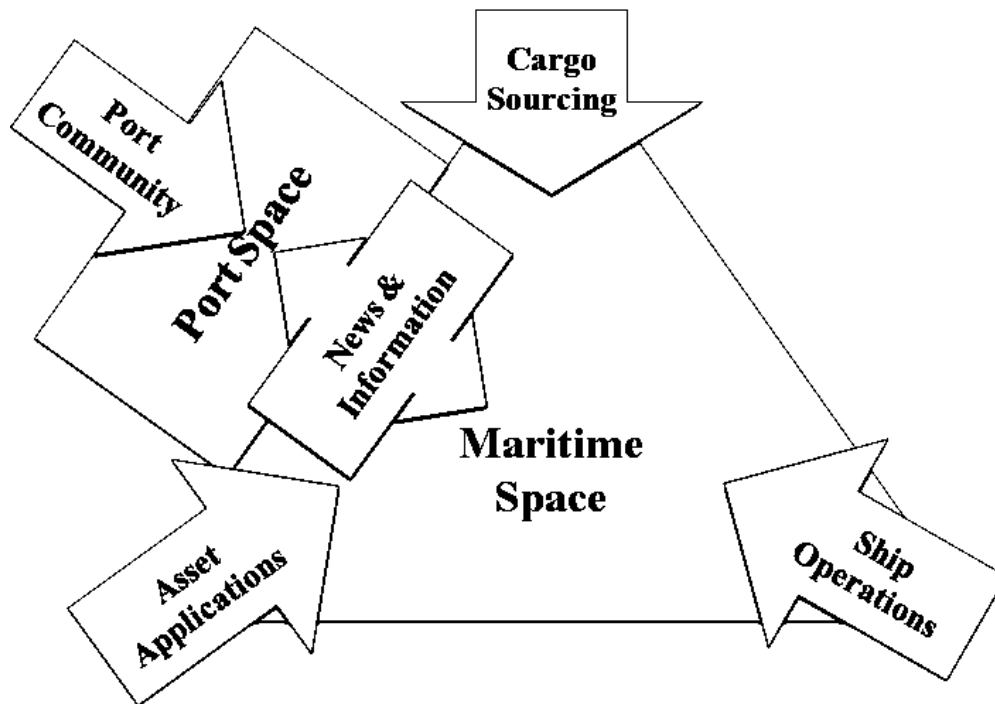 Cargo
Sourcing
Port
Community
Port Space
News &
Information
Maritime
Space
Asset
Applications
Ship
Operations